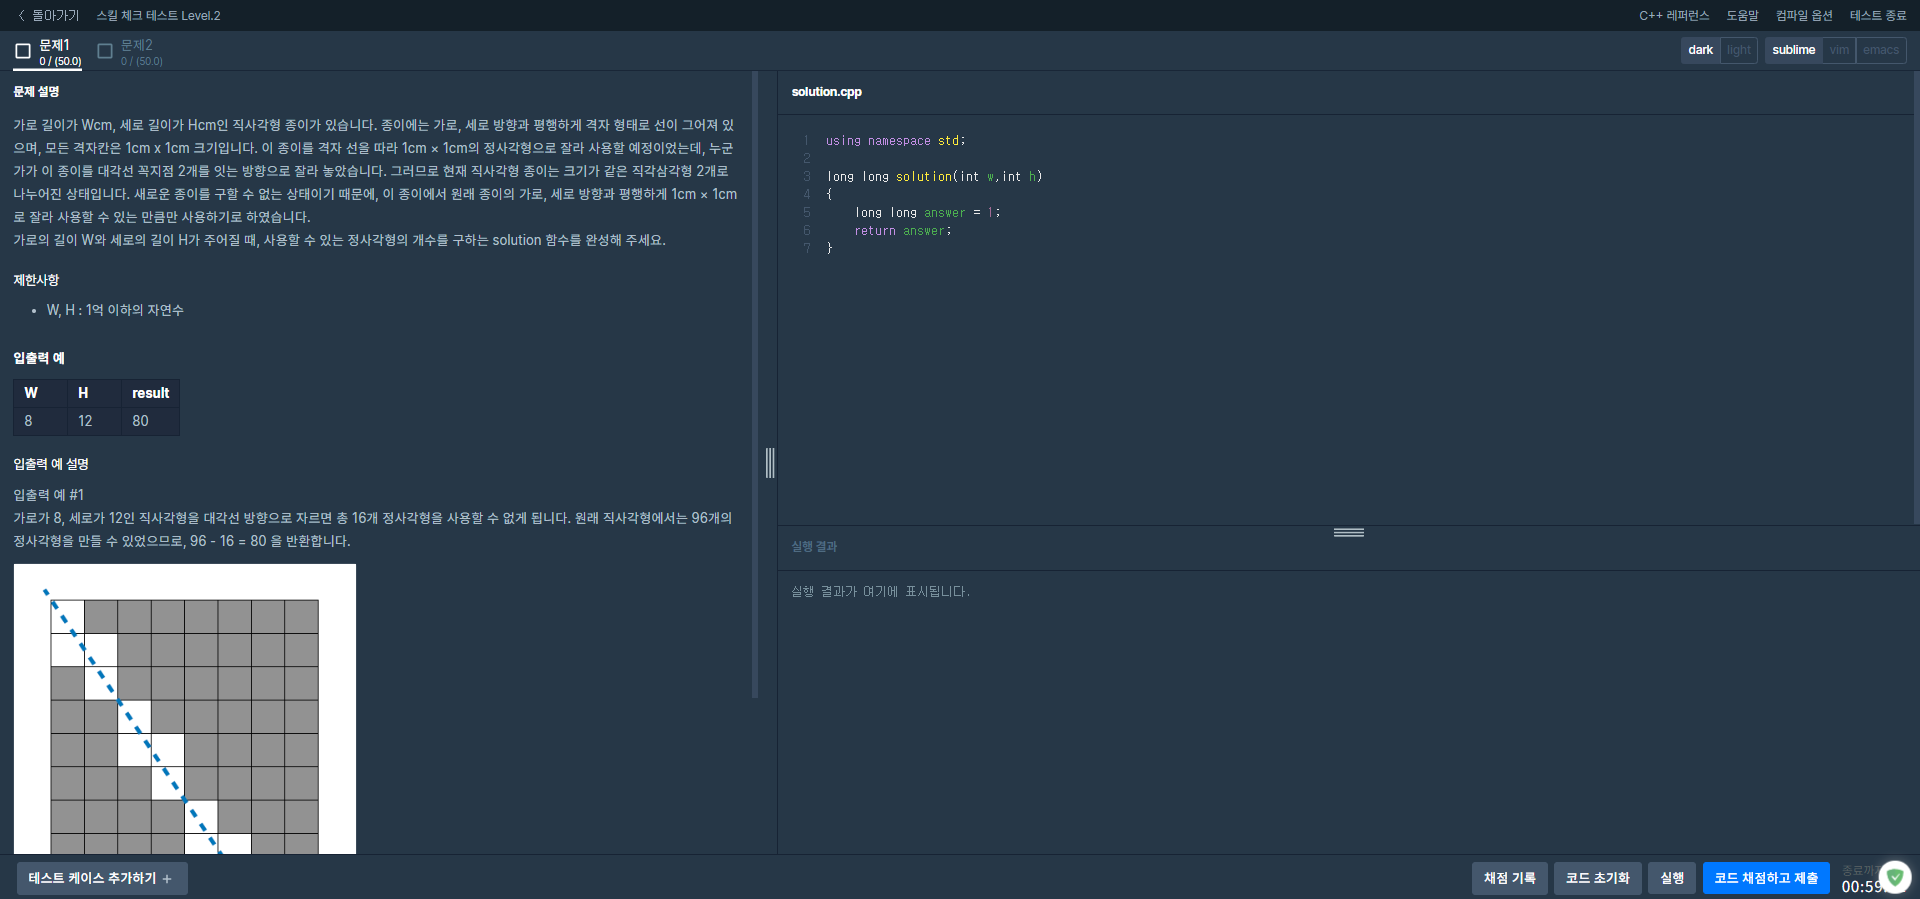 돌아가기 스킬 체크 테스트 Level.2 C++ 레퍼런스 도움말 컴파일 옵션 테스트 종료
문제1 문제2
0 / (50.0) 0 / (50.0)
dark light sublime vim emacs
문제 설명
가로 길이가 Wcm, 세로 길이가 Hcm인 직사각형 종이가 있습니다. 종이에는 가로, 세로 방향과 평행하게 격자 형태로 선이 그어져 있
으며, 모든 격자칸은 1cm x 1cm 크기입니다. 이 종이를 격자 선을 따라 1cm × 1cm의 정사각형으로 잘라 사용할 예정이었는데, 누군
가가 이 종이를 대각선 꼭지점 2개를 잇는 방향으로 잘라 놓았습니다. 그러므로 현재 직사각형 종이는 크기가 같은 직각삼각형 2개로
나누어진 상태입니다. 새로운 종이를 구할 수 없는 상태이기 때문에, 이 종이에서 원래 종이의 가로, 세로 방향과 평행하게 1cm × 1cm
로 잘라 사용할 수 있는 만큼만 사용하기로 하였습니다.
가로의 길이 W와 세로의 길이 H가 주어질 때, 사용할 수 있는 정사각형의 개수를 구하는 solution 함수를 완성해 주세요.
제한사항
• W, H : 1억 이하의 자연수
입출력 예
W H result
8 12 80
입출력 예 설명
입출력 예 #1
가로가 8, 세로가 12인 직사각형을 대각선 방향으로 자르면 총 16개 정사각형을 사용할 수 없게 됩니다. 원래 직사각형에서는 96개의
정사각형을 만들 수 있었으므로, 96 - 16 = 80 을 반환합니다.
solution.cpp
1 using namespace std;
2
3 long long solution(int w,int h)
4 {
5 long long answer = 1;
6 return answer;
7 }
실행 결과
실행 결과가 여기에 표시됩니다.
테스트 케이스 추가하기 +
채점 기록 코드 초기화 실행 코드 채점하고 제출
00:59